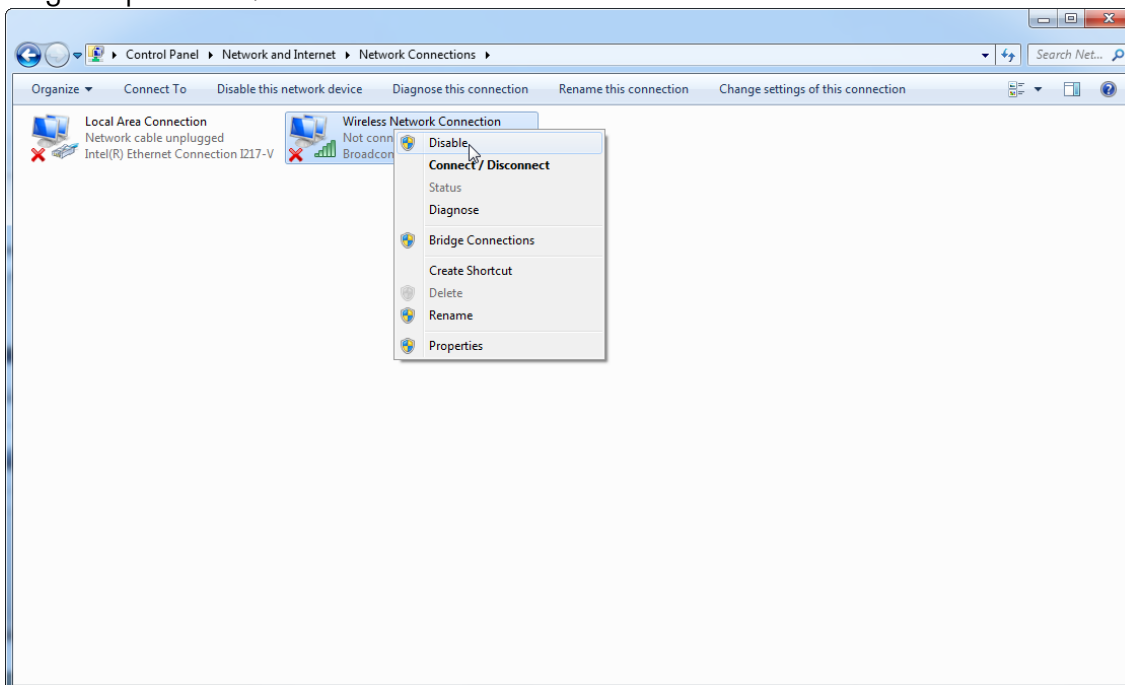 Control Panel Network and Internet Network Connections
Search Net...
Organize Connect To Disable this network device Diagnose this connection Rename this connection Change settings of this connection
Local Area Connection
Network cable unplugged
Intel(R) Ethernet Connection I217-V
Wireless Network Connection
Not conn
Broadcon
Disable
Connect / Disconnect
Status
Diagnose
Bridge Connections
Create Shortcut
Delete
Rename
Properties